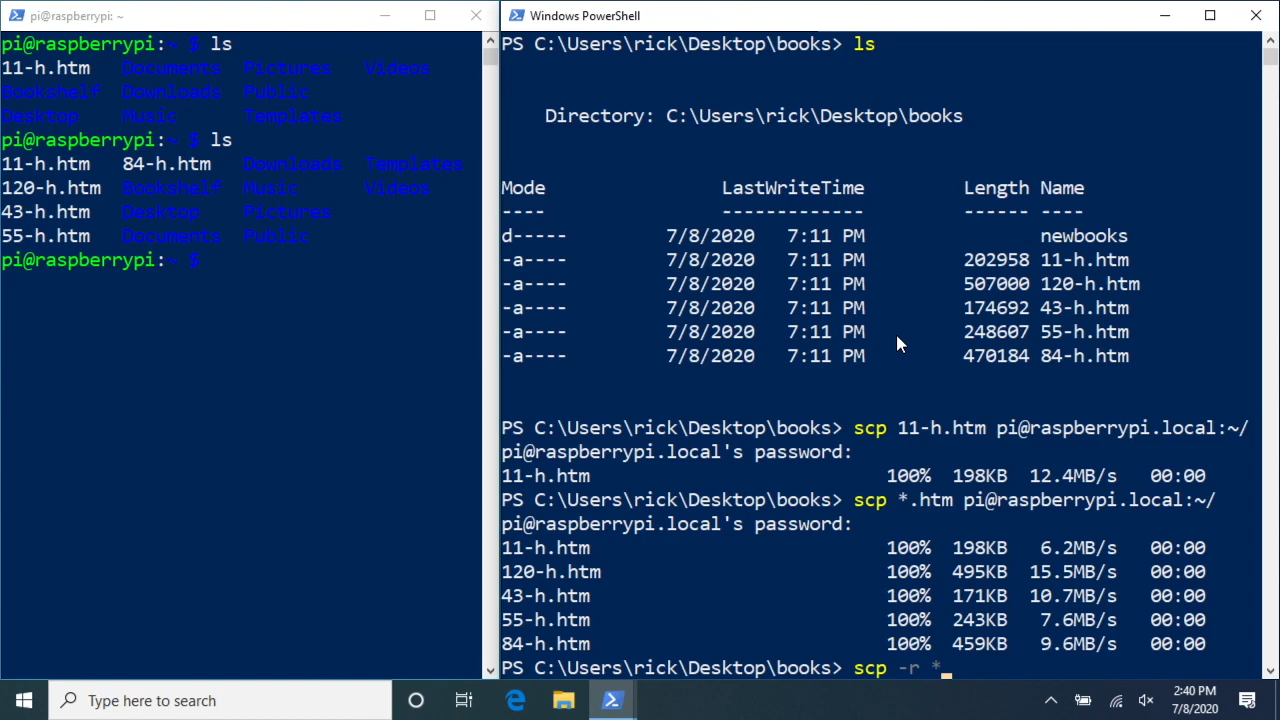 pi@raspberrypi: ~
pi@raspberrypi:~ $ ls
11-h.htm Documents Pictures Videos
Bookshelf Downloads Public
Desktop Music Templates
pi@raspberrypi:~ $ ls
11-h.htm 84-h.htm Downloads Templates
120-h.htm Bookshelf Music Videos
43-h.htm Desktop Pictures
55-h.htm Documents Public
pi@raspberrypi:~ $
Windows PowerShell
PS C:\Users\rick\Desktop\books> ls
Directory: C:\Users\rick\Desktop\books
Mode LastWriteTime Length Name
---- ------------- ------ ----
d----- 7/8/2020 7:11 PM newbooks
-a---- 7/8/2020 7:11 PM 202958 11-h.htm
-a---- 7/8/2020 7:11 PM 507000 120-h.htm
-a---- 7/8/2020 7:11 PM 174692 43-h.htm
-a---- 7/8/2020 7:11 PM 248607 55-h.htm
-a---- 7/8/2020 7:11 PM 470184 84-h.htm
PS C:\Users\rick\Desktop\books> scp 11-h.htm pi@raspberrypi.local:~/
pi@raspberrypi.local's password:
11-h.htm 100% 198KB 12.4MB/s 00:00
PS C:\Users\rick\Desktop\books> scp *.htm pi@raspberrypi.local:~/
pi@raspberrypi.local's password:
11-h.htm 100% 198KB 6.2MB/s 00:00
120-h.htm 100% 495KB 15.5MB/s 00:00
43-h.htm 100% 171KB 10.7MB/s 00:00
55-h.htm 100% 243KB 7.6MB/s 00:00
84-h.htm 100% 459KB 9.6MB/s 00:00
PS C:\Users\rick\Desktop\books> scp -r *
Type here to search
2:40 PM
7/8/2020